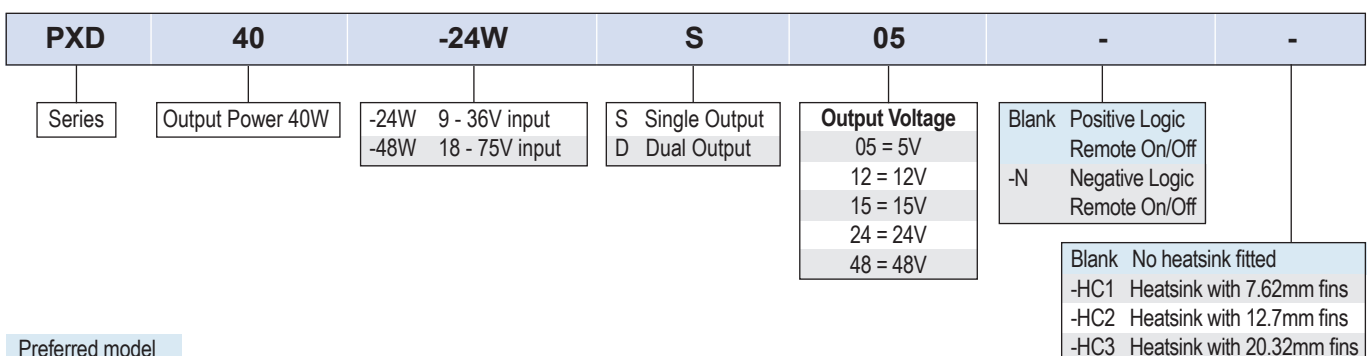 PXD 40 -24W S 05 - -
Series
Output Power 40W
-24W 9 - 36V input
-48W 18 - 75V input
S Single Output
D Dual Output
Output Voltage
05 = 5V
12 = 12V
15 = 15V
24 = 24V
48 = 48V
Blank Positive Logic
Remote On/Off
-N Negative Logic
Remote On/Off
Blank No heatsink fitted
-HC1 Heatsink with 7.62mm fins
-HC2 Heatsink with 12.7mm fins
-HC3 Heatsink with 20.32mm fins
Preferred model